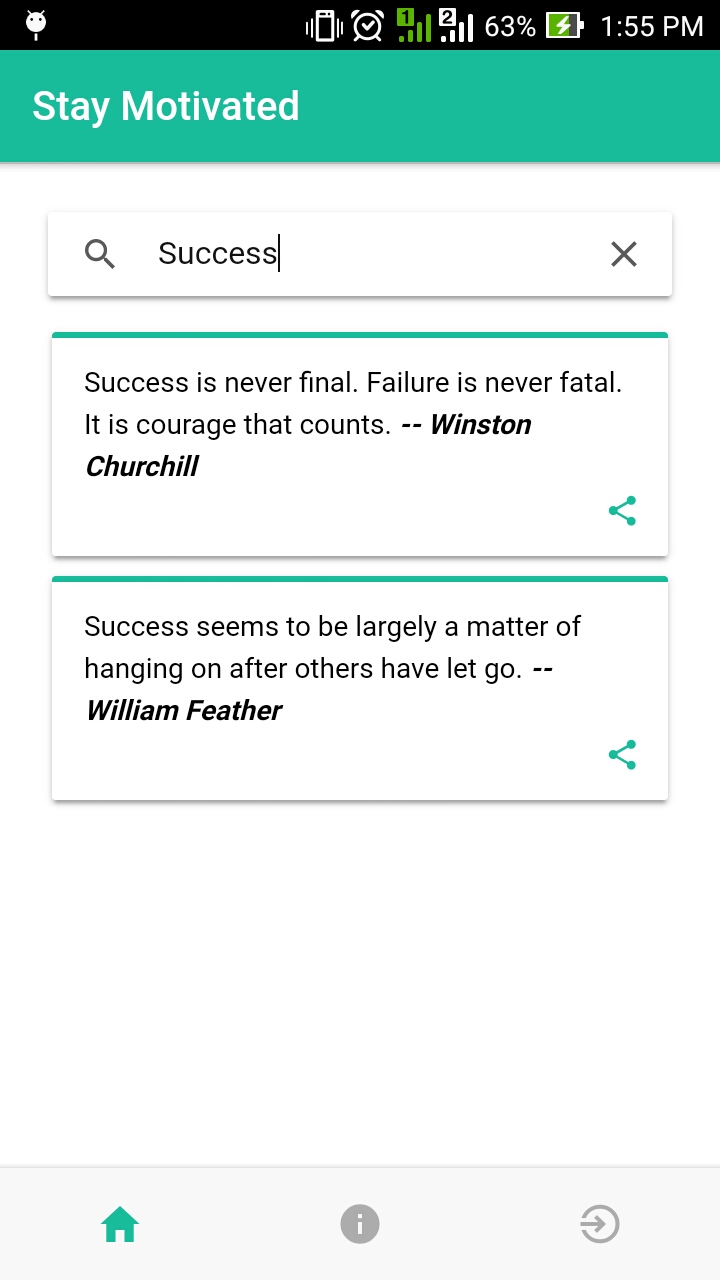 1 2 63% 1:55 PM
Stay Motivated
Success
Success is never final. Failure is never fatal.
It is courage that counts. -- Winston
Churchill
Success seems to be largely a matter of
hanging on after others have let go. --
William Feather